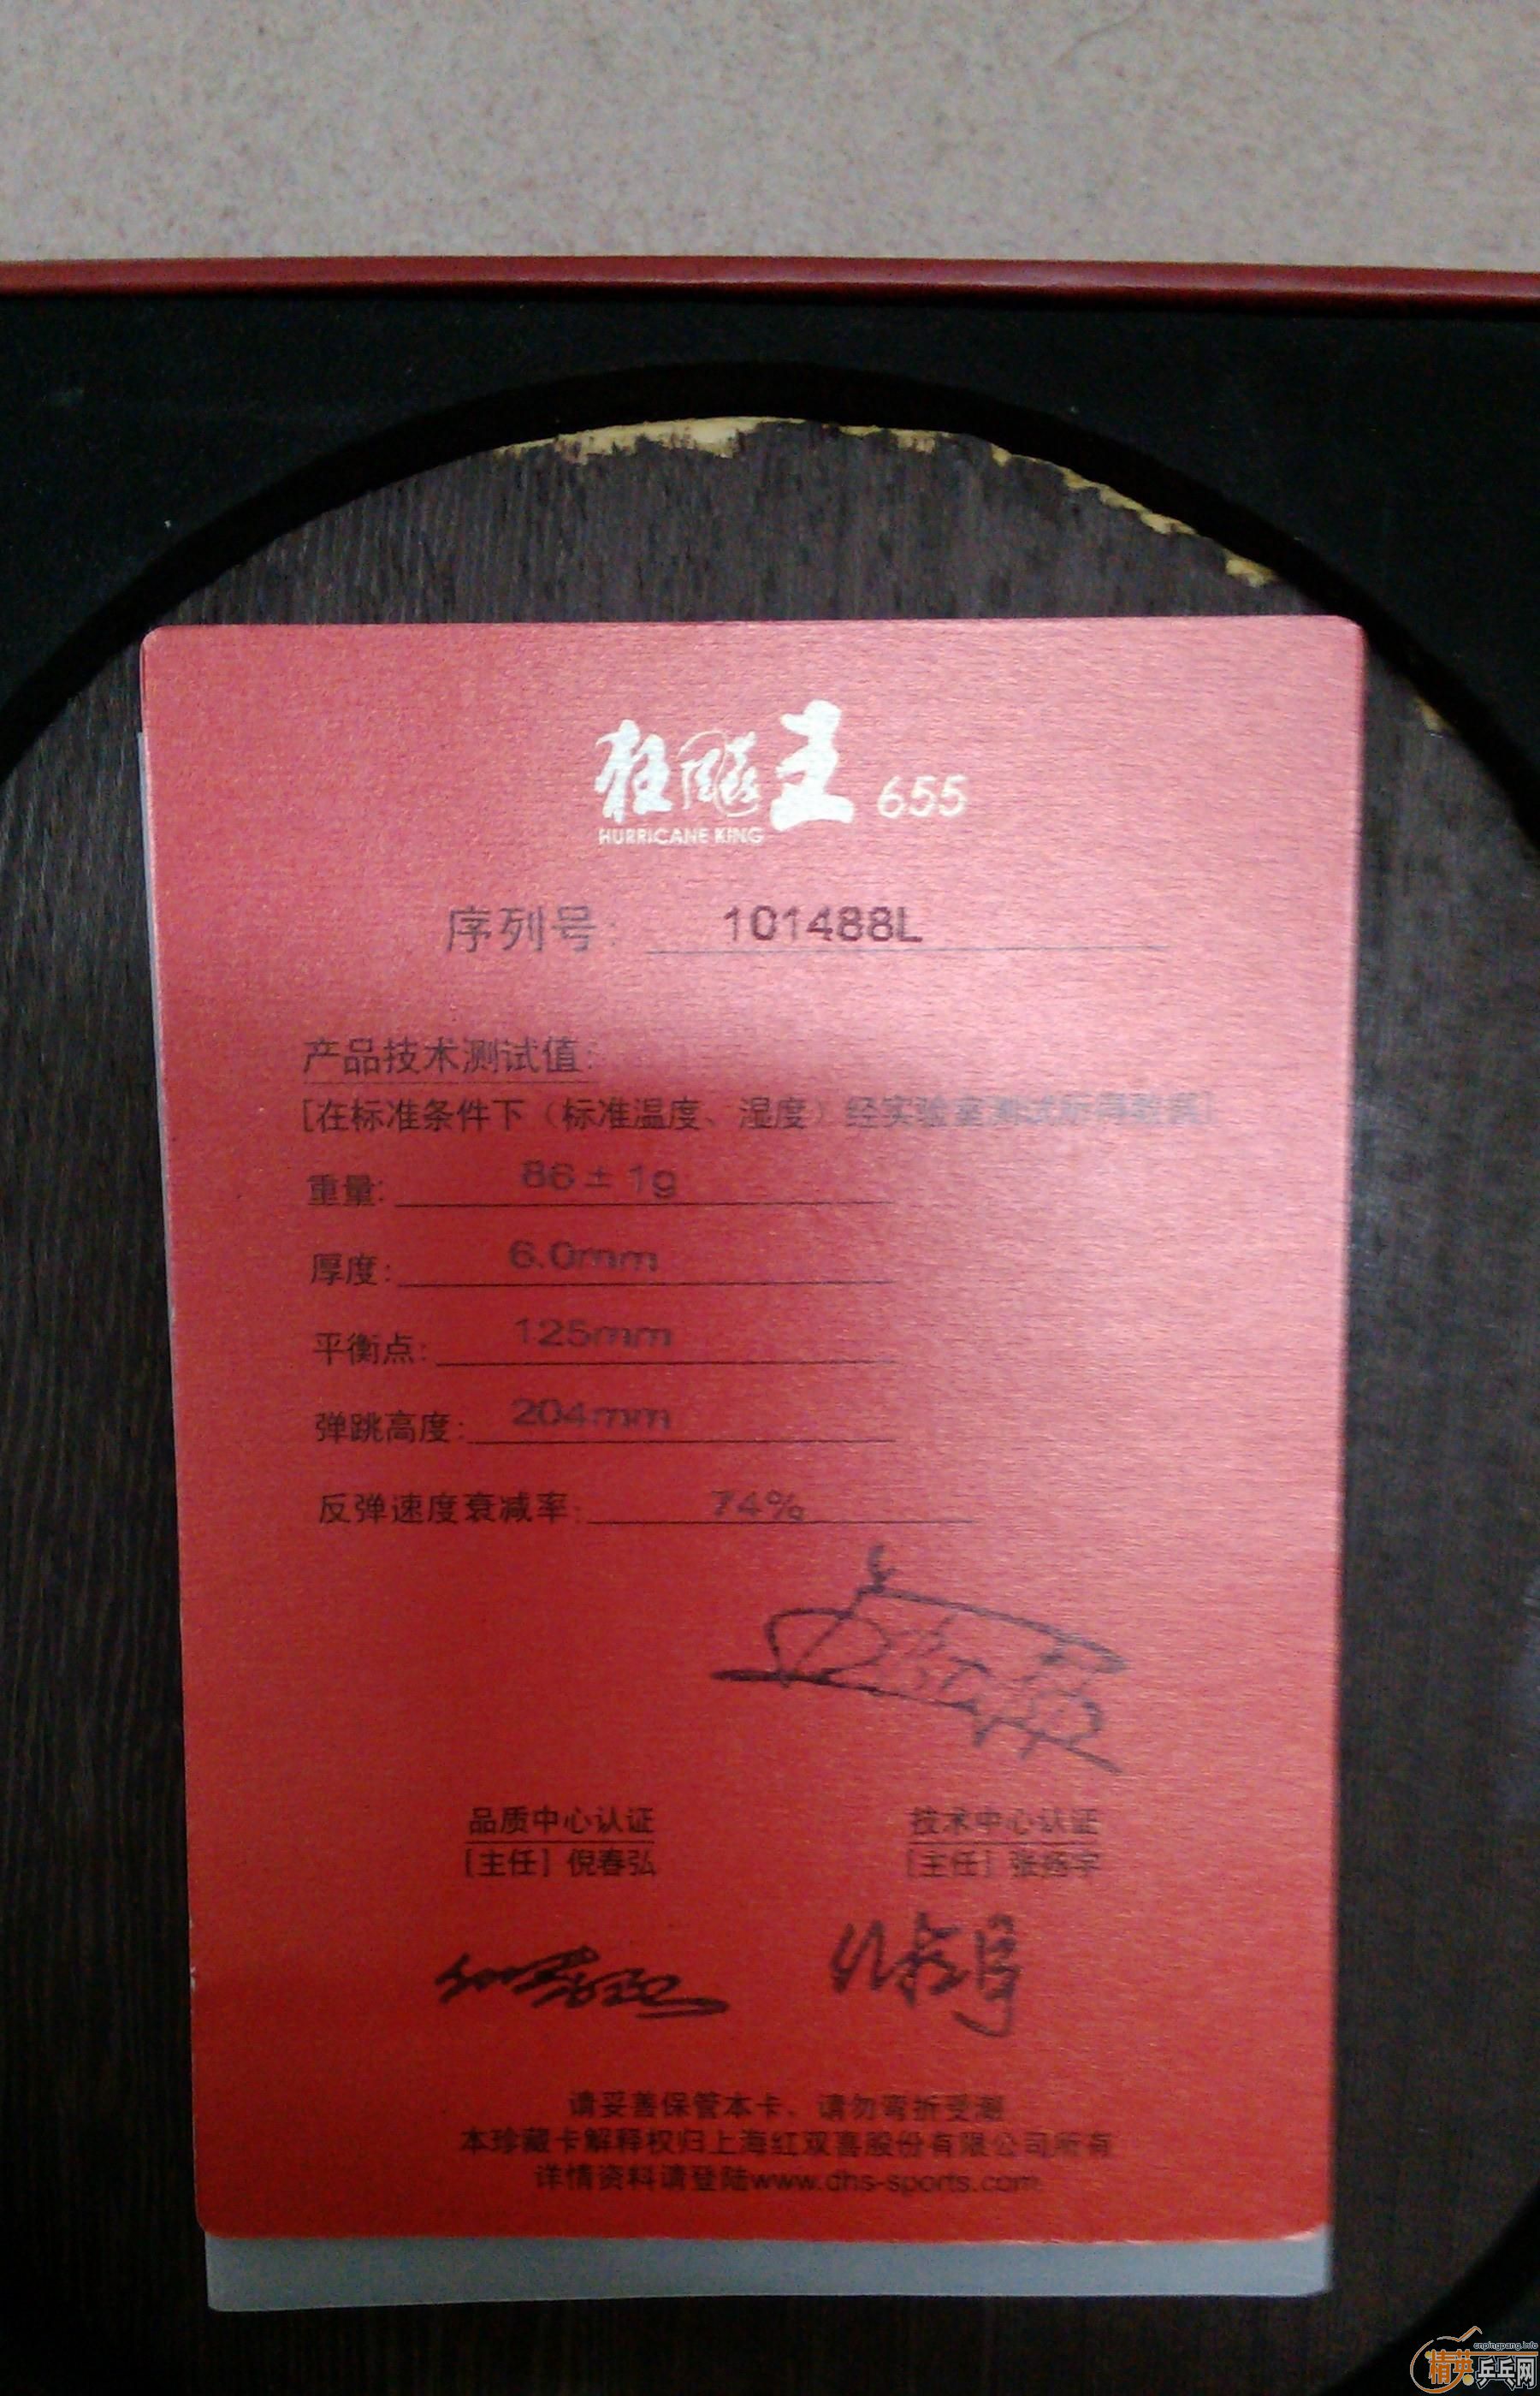 狂飚王 655
HURRICANE KING
序列号: 101488L
产品技术测试值:
[在标准条件下（标准温度、湿度）经实验室测试所得数据]
重量: 86±1g
厚度: 6.0mm
平衡点: 125mm
弹跳高度: 204mm
反弹速度衰减率: 74%
品质中心认证 技术中心认证
[主任] 倪春弘 [主任] 张扬宇
请妥善保管本卡、请勿弯折受潮
本珍藏卡解释权归上海红双喜股份有限公司所有
详情资料请登陆www.dhs-sports.com
cnpingpang.info
精英乒乓网